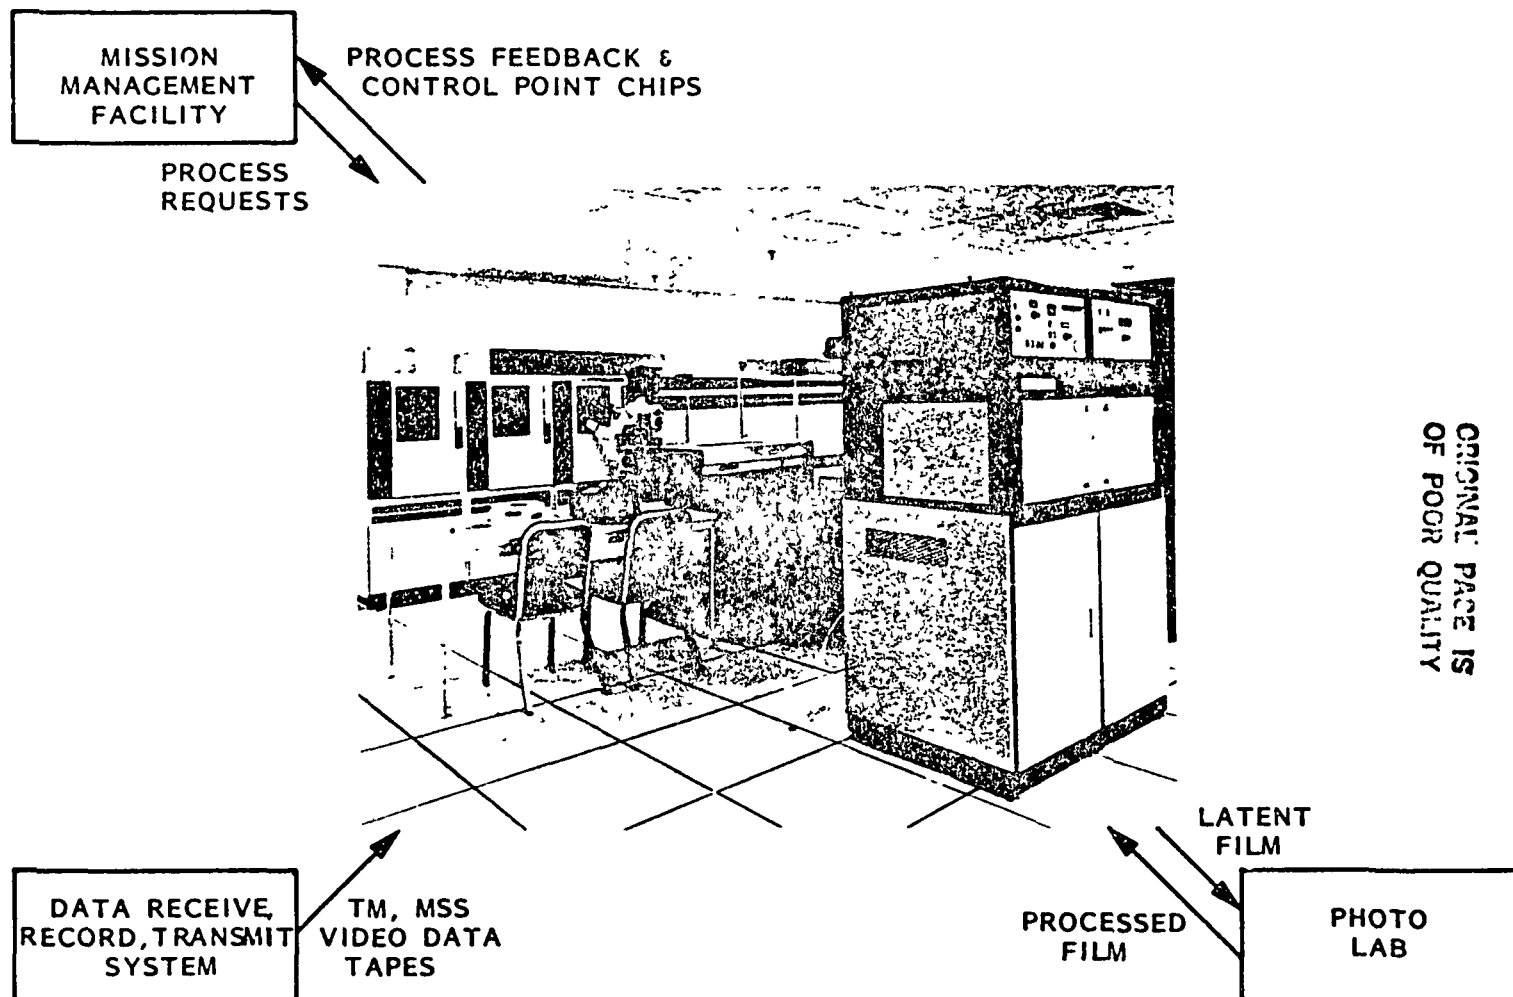 MISSION
MANAGEMENT
FACILITY
PROCESS FEEDBACK &
CONTROL POINT CHIPS
PROCESS
REQUESTS
ORIGINAL PAGE IS
OF POOR QUALITY
LATENT
FILM
DATA RECEIVE,
RECORD, TRANSMIT
SYSTEM
TM, MSS
VIDEO DATA
TAPES
PROCESSED
FILM
PHOTO
LAB